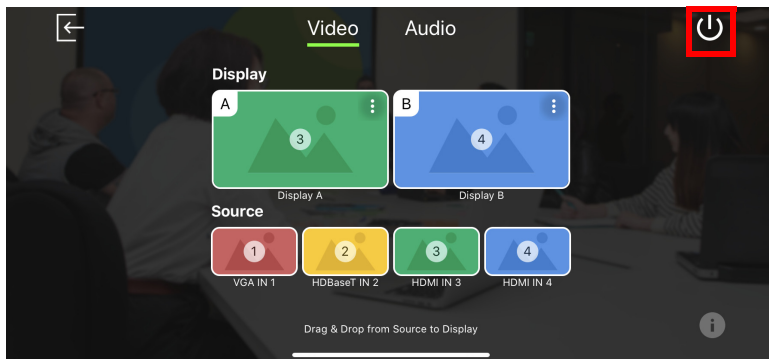 Video Audio
Display
A 3 B 4
Display A Display B
Source
1 2 3 4
VGA IN 1 HDBaseT IN 2 HDMI IN 3 HDMI IN 4
Drag & Drop from Source to Display
i